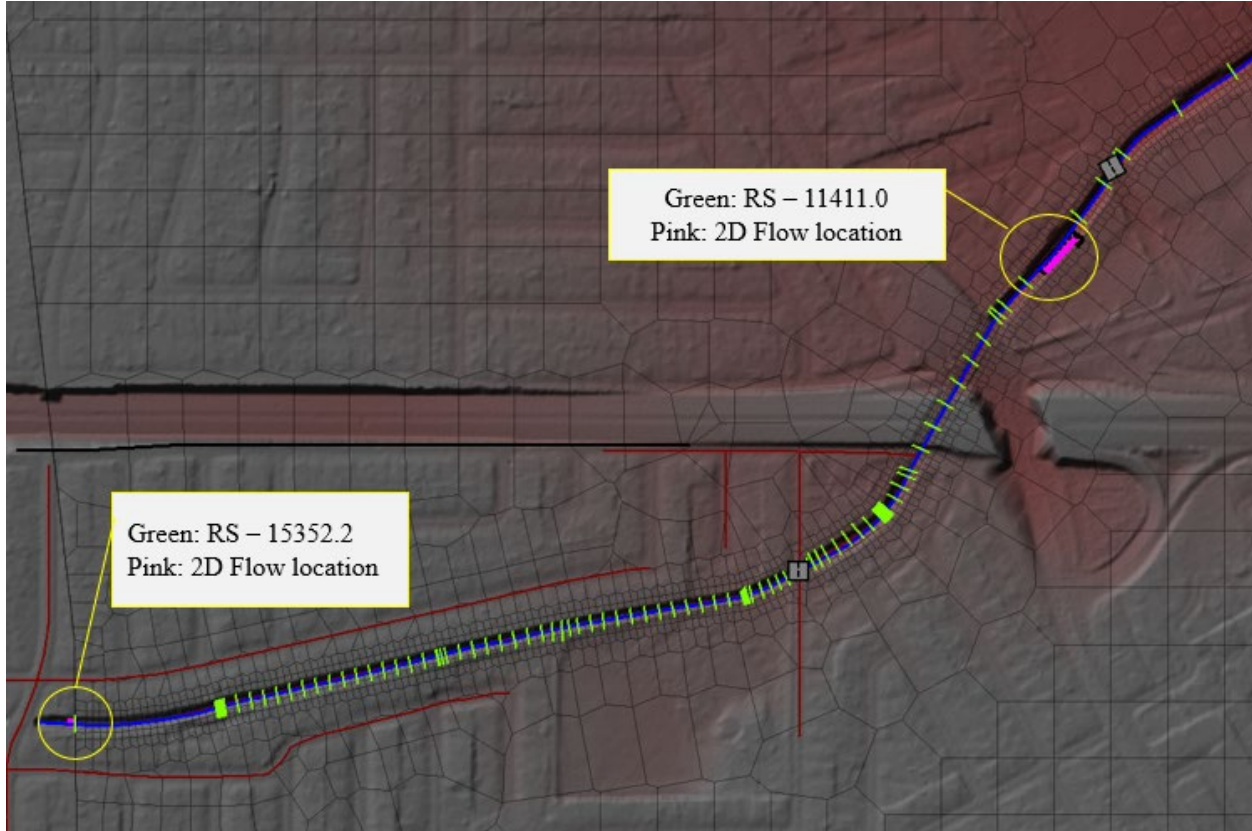 Green: RS – 11411.0
Pink: 2D Flow location
Green: RS – 15352.2
Pink: 2D Flow location